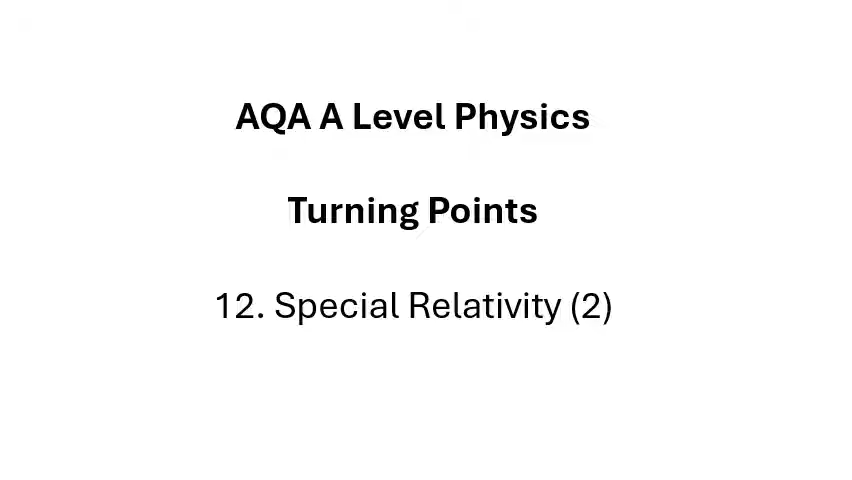 AQA A Level Physics
Turning Points
12. Special Relativity (2)